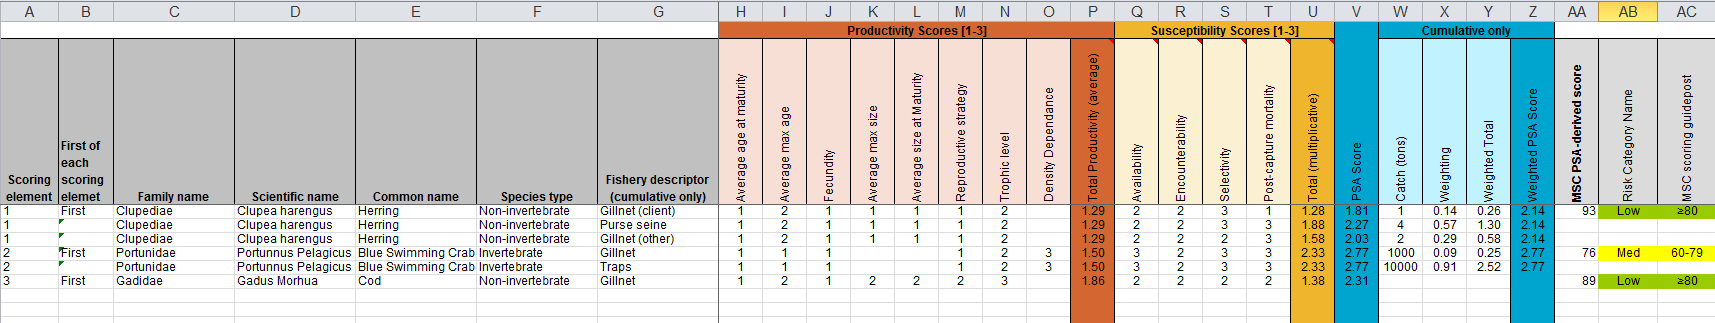 A B C D E F G H I J K L M N O P Q R S T U V W X Y Z AA AB AC
Productivity Scores [1-3] Susceptibility Scores [1-3] Cumulative only
Scoring element
First of each scoring elemet
Family name
Scientific name
Common name
Species type
Fishery descriptor (cumulative only)
Average age at maturity
Average max age
Fecundity
Average max size
Average size at Maturity
Reproductive strategy
Trophic level
Density Dependance
Total Productivity (average)
Availability
Encounterability
Selectivity
Post-capture mortality
Total (multiplicative)
PSA Score
Catch (tons)
Weighting
Weighted Total
Weighted PSA Score
MSC PSA-derived score
Risk Category Name
MSC scoring guidepost
1 First Clupediae Clupea harengus Herring Non-invertebrate Gillnet (client) 1 2 1 1 1 1 2 1.29 2 2 3 1 1.28 1.81 1 0.14 0.26 2.14 93 Low ≥80
1 Clupediae Clupea harengus Herring Non-invertebrate Purse seine 1 2 1 1 1 1 2 1.29 2 2 3 3 1.88 2.27 4 0.57 1.30 2.14
1 Clupediae Clupea harengus Herring Non-invertebrate Gillnet (other) 1 2 1 1 1 1 2 1.29 2 2 3 2 1.58 2.03 2 0.29 0.58 2.14
2 First Portunidae Portunnus Pelagicus Blue Swimming Crab Invertebrate Gillnet 1 1 1 1 2 3 1.50 3 2 3 3 2.33 2.77 1000 0.09 0.25 2.77 76 Med 60-79
2 Portunidae Portunnus Pelagicus Blue Swimming Crab Invertebrate Traps 1 1 1 1 2 3 1.50 3 2 3 3 2.33 2.77 10000 0.91 2.52 2.77
3 First Gadidae Gadus Morhua Cod Non-invertebrate Gillnet 1 2 1 2 2 2 3 1.86 2 2 2 2 1.38 2.31 89 Low ≥80